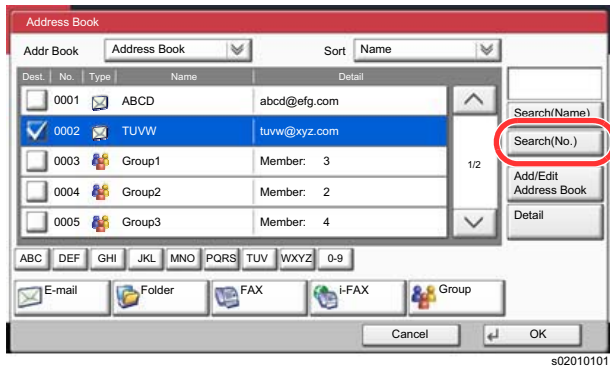 Address Book
Addr Book Address Book Sort Name
Dest. No. Type Name Detail
0001 ABCD abcd@efg.com
0002 TUVW tuvw@xyz.com
0003 Group1 Member: 3
0004 Group2 Member: 2
0005 Group3 Member: 4
1/2
Search(Name)
Search(No.)
Add/Edit
Address Book
Detail
ABC DEF GHI JKL MNO PQRS TUV WXYZ 0-9
E-mail Folder FAX i-FAX Group
Cancel OK
s02010101